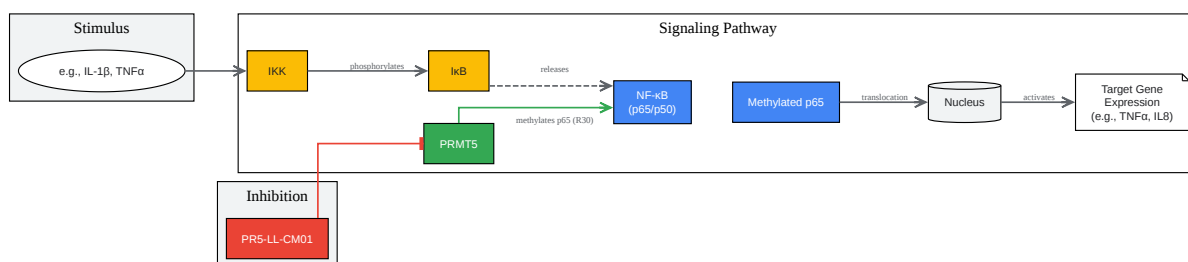 Stimulus
e.g., IL-1β, TNFα
Signaling Pathway
IKK
phosphorylates
IκB
releases
NF-κB
(p65/p50)
methylates p65 (R30)
PRMT5
Methylated p65
translocation
Nucleus
activates
Target Gene
Expression
(e.g., TNFα, IL8)
Inhibition
PR5-LL-CM01